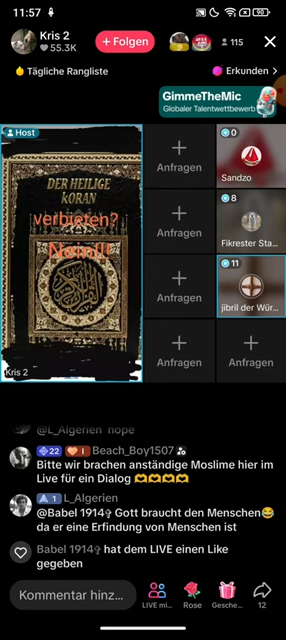 11:57
90
Kris 2
55.3K
+ Folgen
115
Tägliche Rangliste
Erkunden >
GimmeTheMic
Globaler Talentwettbewerb
Host
DER HEILIGE
KORAN
verbieten?
Nein!!!
Kris 2
Anfragen
0
Sandzo
Anfragen
8
Fikrester Sta...
Anfragen
11
jibril der Wür...
Anfragen
Anfragen
@L_Algerien nope
22
1
Beach_Boy1507
Bitte wir brachen anständige Moslime hier im
Live für ein Dialog
1
L_Algerien
@Babel 1914✞ Gott braucht den Menschen😂
da er eine Erfindung von Menschen ist
Babel 1914✞ hat dem LIVE einen Like
gegeben
Kommentar hinz...
LIVE mi...
Rose
Gesche...
12